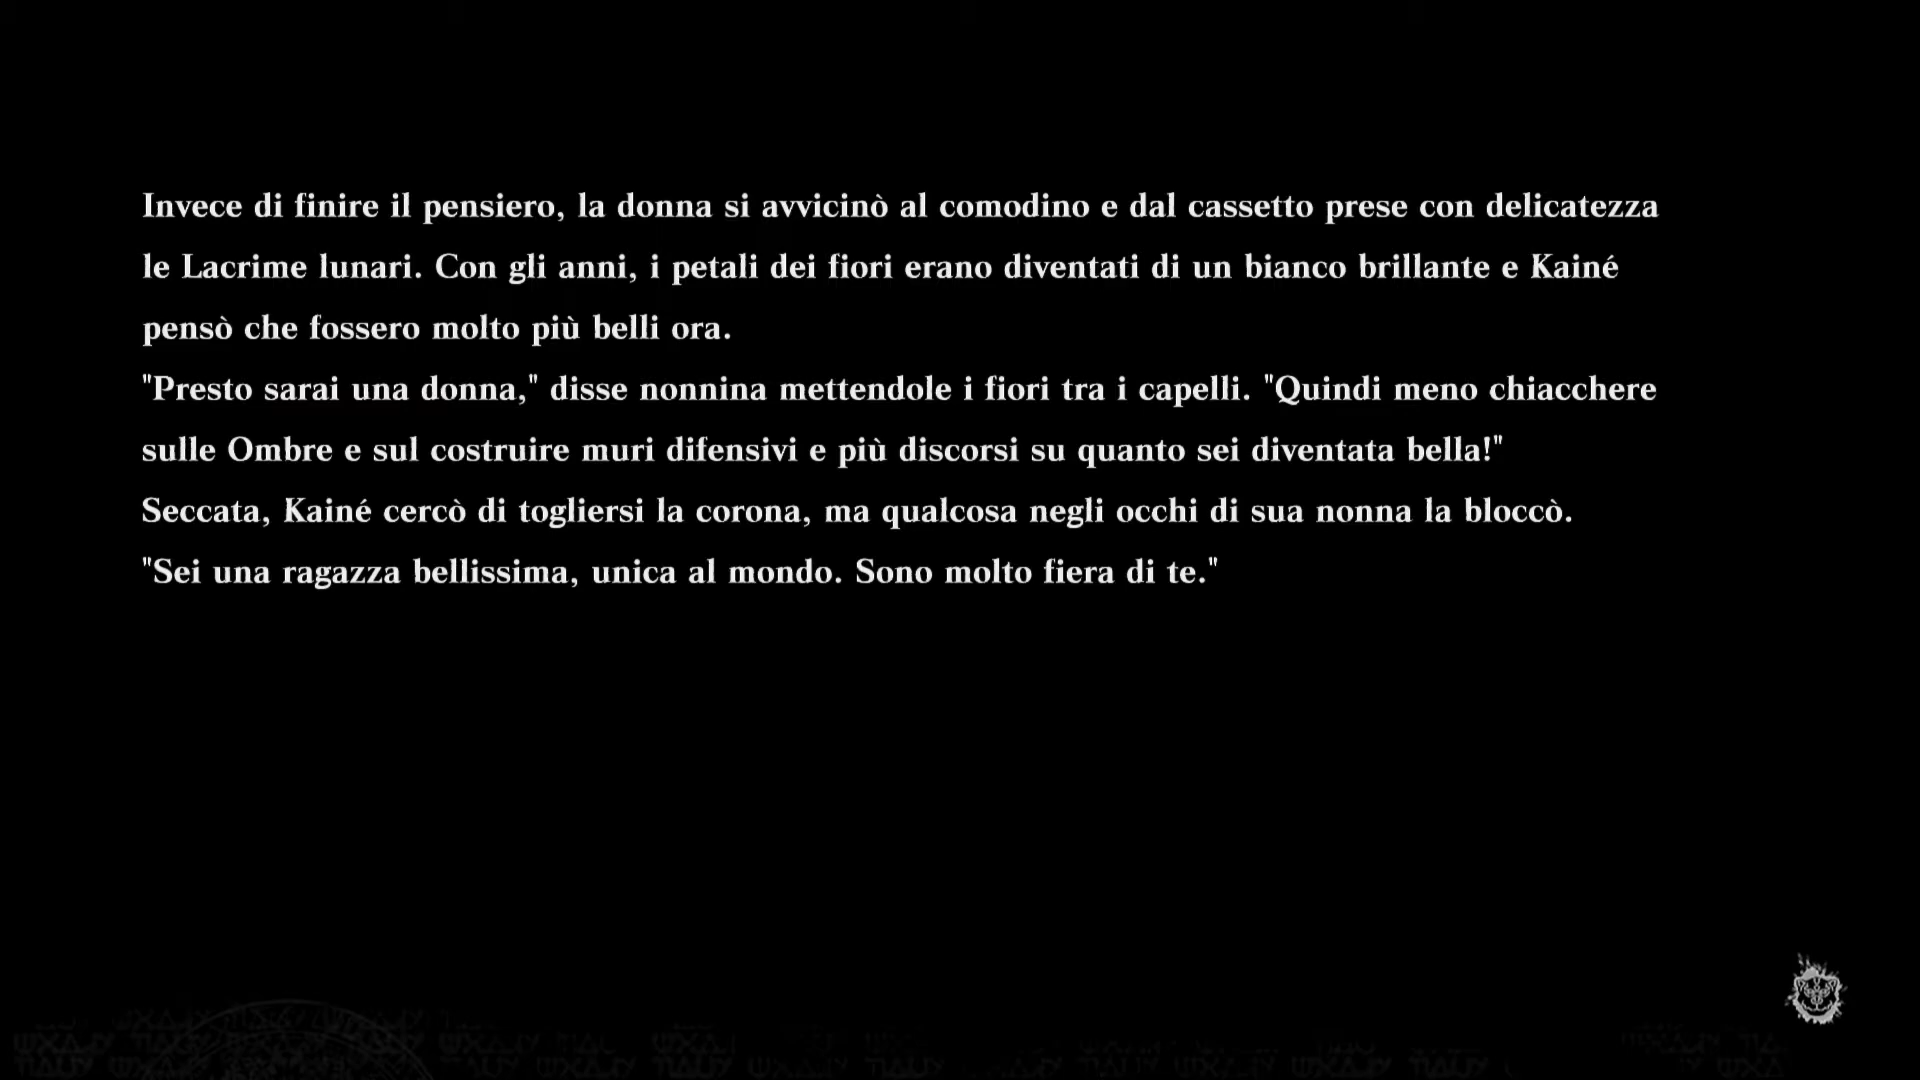 Invece di finire il pensiero, la donna si avvicinò al comodino e dal cassetto prese con delicatezza
le Lacrime lunari. Con gli anni, i petali dei fiori erano diventati di un bianco brillante e Kainé
pensò che fossero molto più belli ora.
"Presto sarai una donna," disse nonnina mettendole i fiori tra i capelli. "Quindi meno chiacchere
sulle Ombre e sul costruire muri difensivi e più discorsi su quanto sei diventata bella!"
Seccata, Kainé cercò di togliersi la corona, ma qualcosa negli occhi di sua nonna la bloccò.
"Sei una ragazza bellissima, unica al mondo. Sono molto fiera di te."